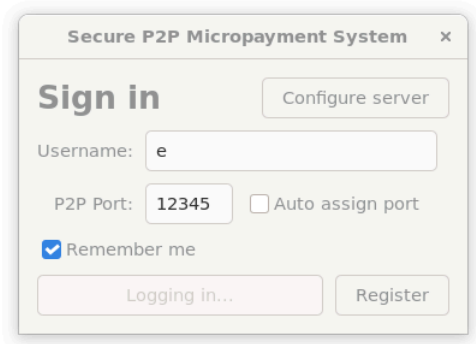 Secure P2P Micropayment System ×
Sign in
Configure server
Username: e
P2P Port: 12345 Auto assign port
Remember me
Logging in...
Register